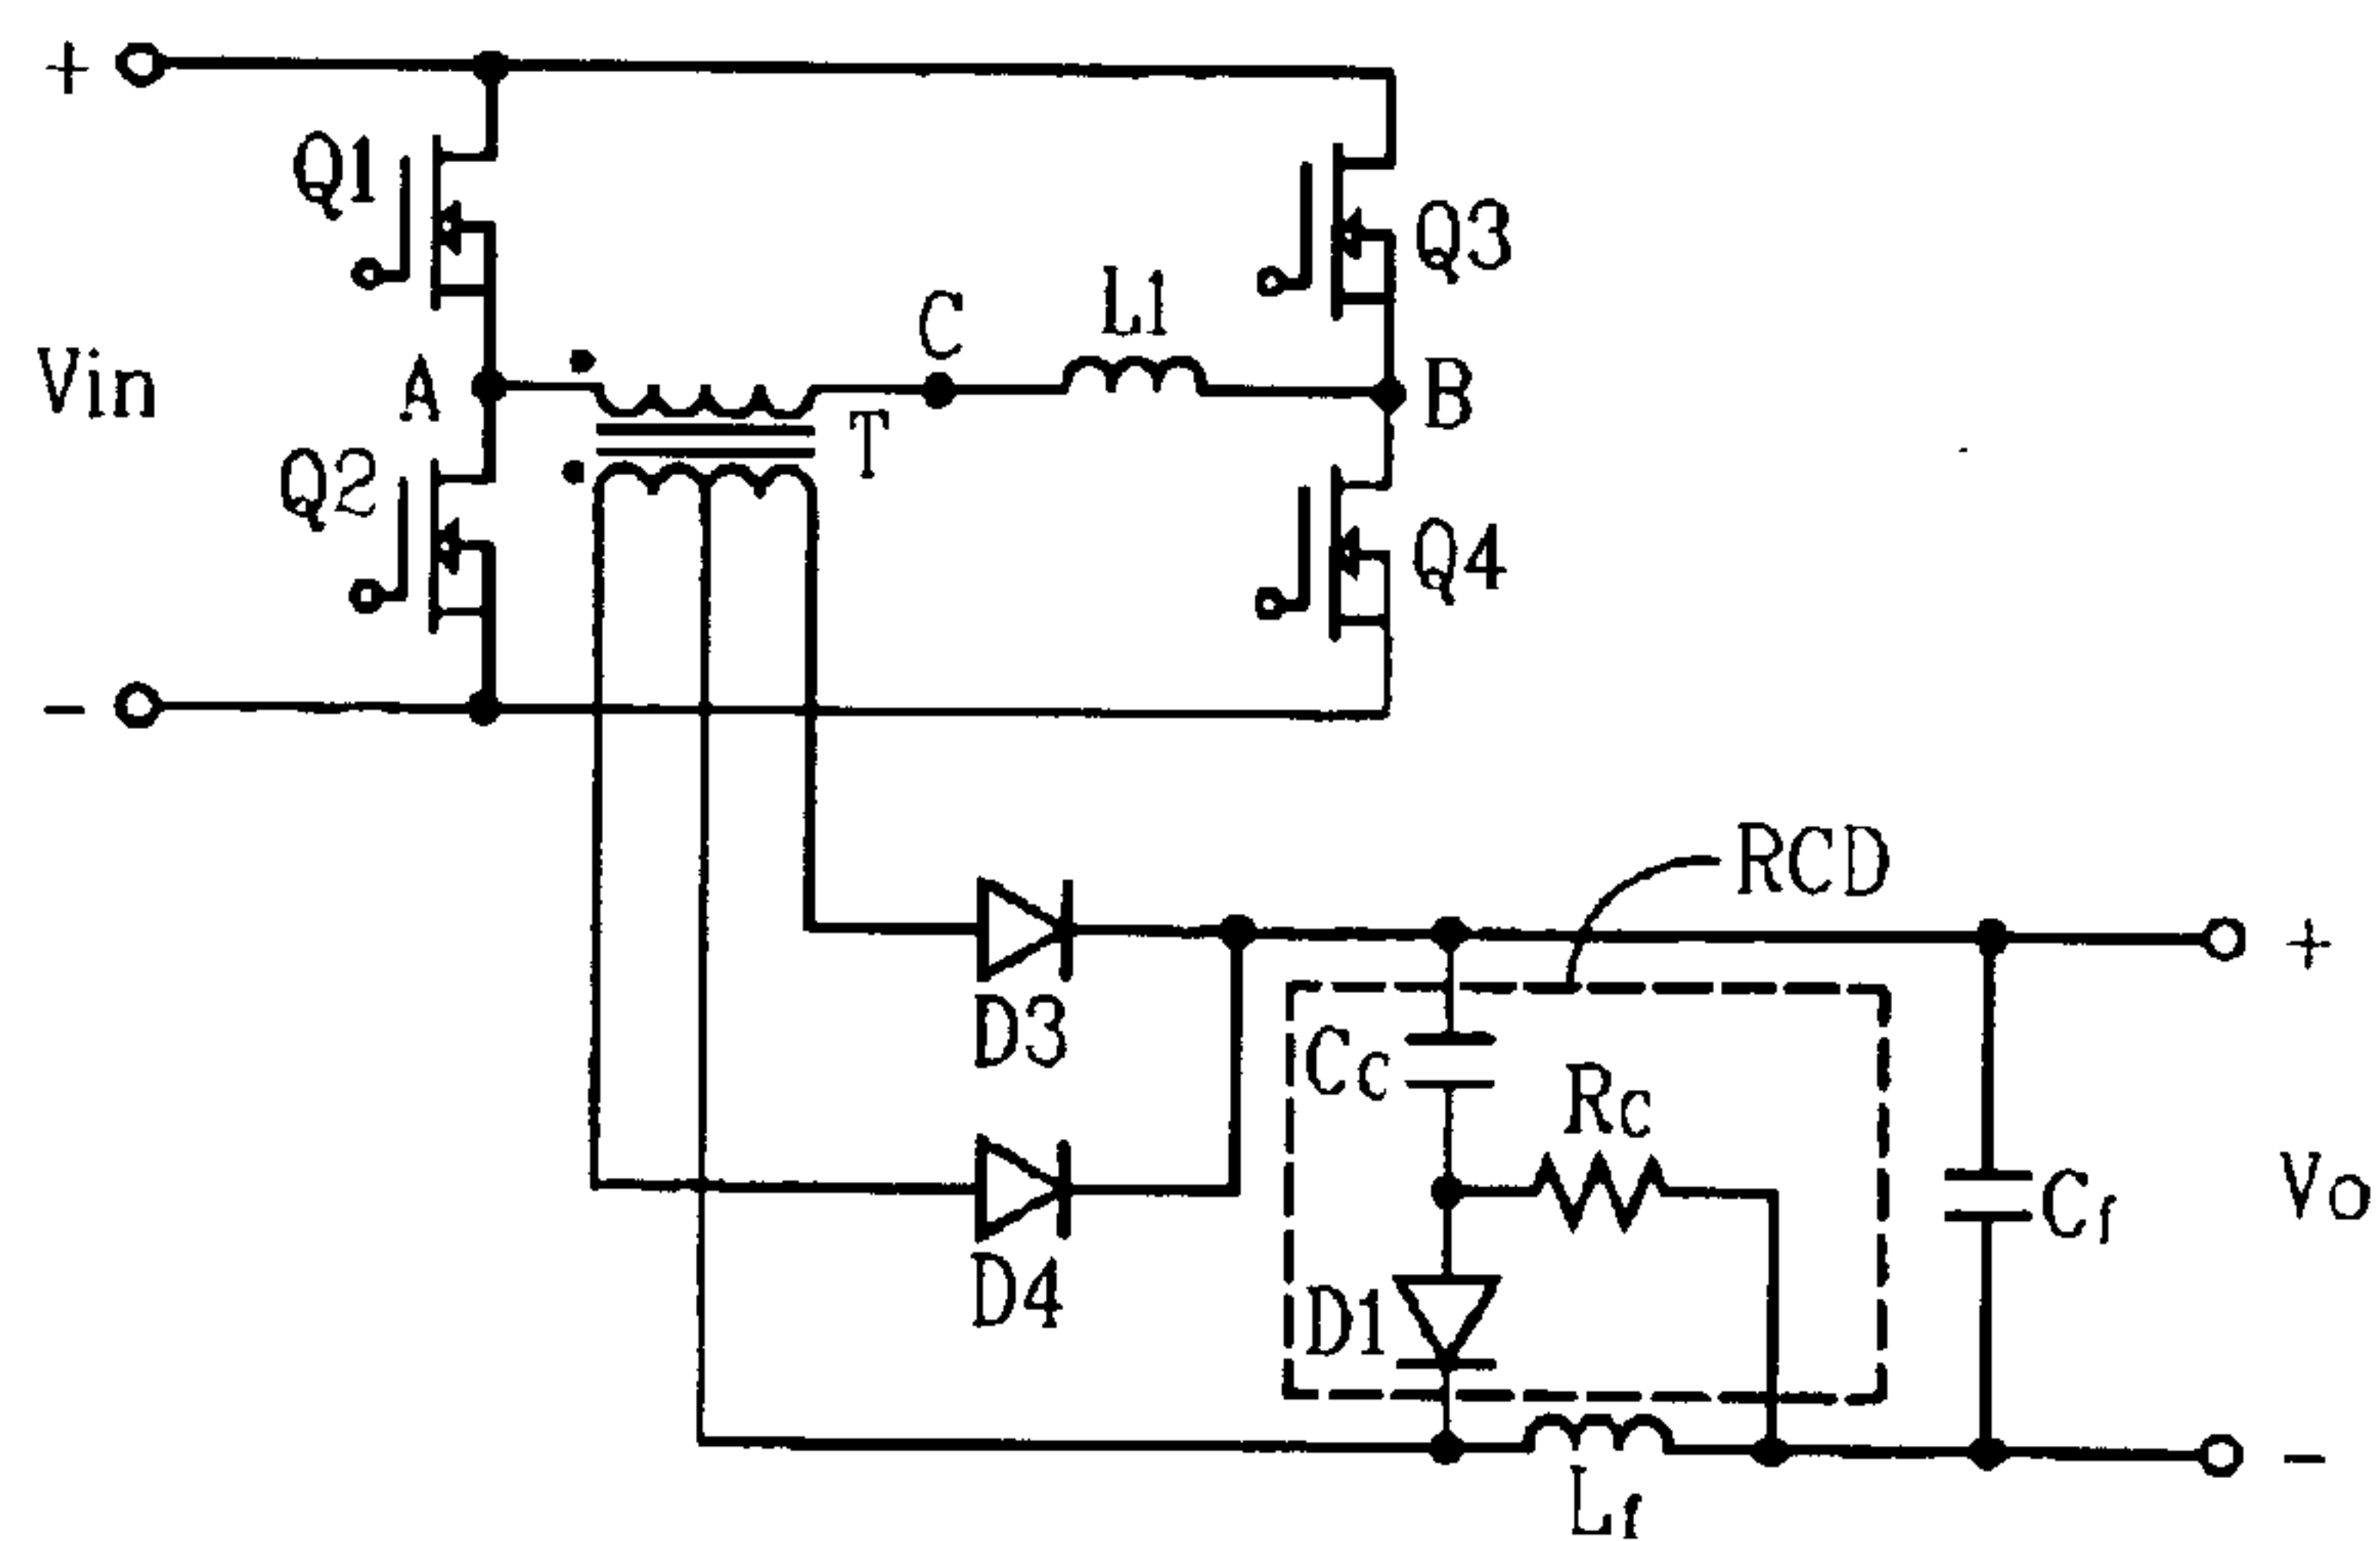 +
Q1
Q3
C
L1
Vin
A
B
T
Q2
Q4
-
RCD
+
D3
Cc
Rc
Cf
Vo
D4
D1
-
Lf